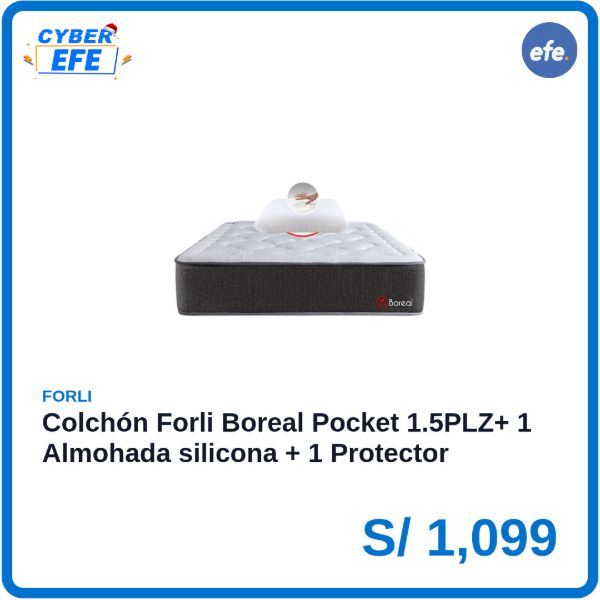 CYBER
EFE
efe.
Boreal
FORLI
Colchón Forli Boreal Pocket 1.5PLZ+ 1
Almohada silicona + 1 Protector
S/ 1,099